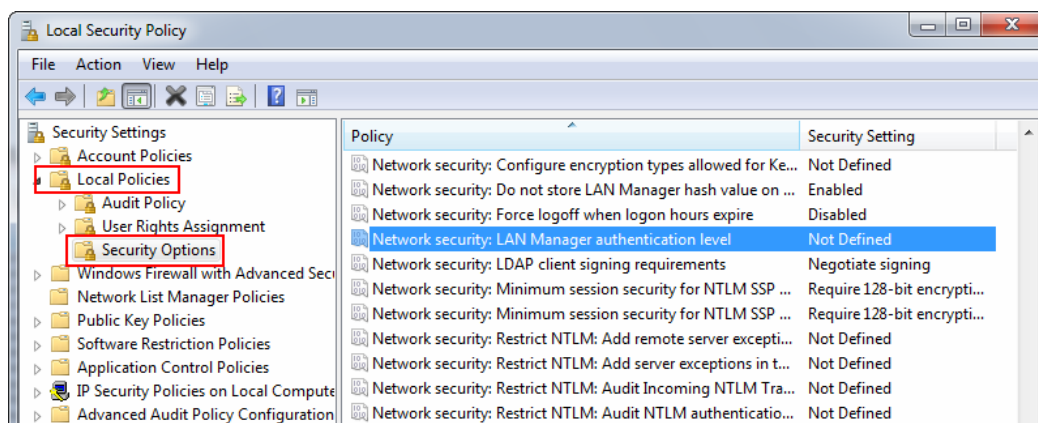 Local Security Policy
File Action View Help
Security Settings
Account Policies
Local Policies
Audit Policy
User Rights Assignment
Security Options
Windows Firewall with Advanced Secu
Network List Manager Policies
Public Key Policies
Software Restriction Policies
Application Control Policies
IP Security Policies on Local Compute
Advanced Audit Policy Configuration
Policy Security Setting
Network security: Configure encryption types allowed for Ke... Not Defined
Network security: Do not store LAN Manager hash value on ... Enabled
Network security: Force logoff when logon hours expire Disabled
Network security: LAN Manager authentication level Not Defined
Network security: LDAP client signing requirements Negotiate signing
Network security: Minimum session security for NTLM SSP ... Require 128-bit encrypti...
Network security: Minimum session security for NTLM SSP ... Require 128-bit encrypti...
Network security: Restrict NTLM: Add remote server excepti... Not Defined
Network security: Restrict NTLM: Add server exceptions in t... Not Defined
Network security: Restrict NTLM: Audit Incoming NTLM Tra... Not Defined
Network security: Restrict NTLM: Audit NTLM authenticatio... Not Defined